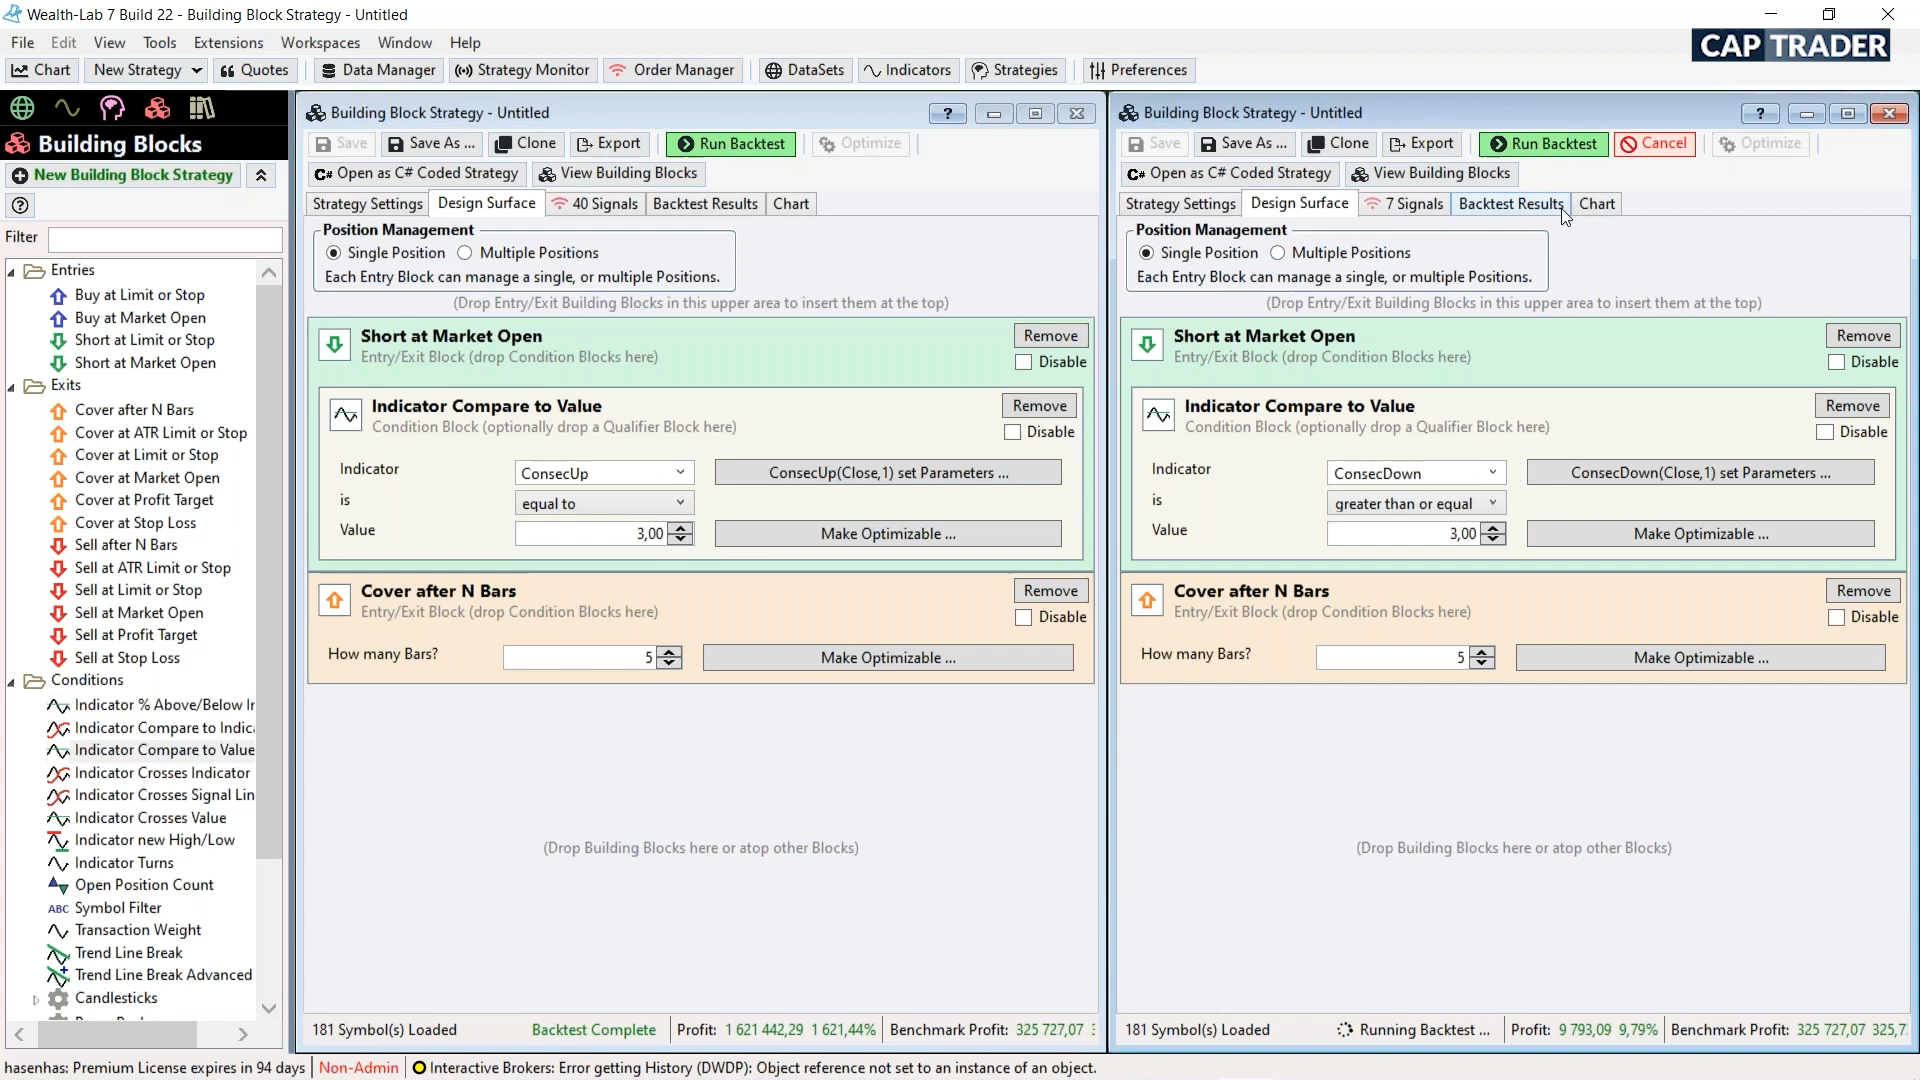 Wealth-Lab 7 Build 22 - Building Block Strategy - Untitled
File Edit View Tools Extensions Workspaces Window Help
CAP TRADER
Chart New Strategy Quotes Data Manager Strategy Monitor Order Manager DataSets Indicators Strategies Preferences
Building Blocks
New Building Block Strategy
Filter
Entries
Buy at Limit or Stop
Buy at Market Open
Short at Limit or Stop
Short at Market Open
Exits
Cover after N Bars
Cover at ATR Limit or Stop
Cover at Limit or Stop
Cover at Market Open
Cover at Profit Target
Cover at Stop Loss
Sell after N Bars
Sell at ATR Limit or Stop
Sell at Limit or Stop
Sell at Market Open
Sell at Profit Target
Sell at Stop Loss
Conditions
Indicator % Above/Below
Indicator Compare to
Indicator Compare to Value
Indicator Crosses Indicator
Indicator Crosses Signal
Indicator Crosses Value
Indicator new High/Low
Indicator Turns
Open Position Count
ABC Symbol Filter
Transaction Weight
Trend Line Break
Trend Line Break Advanced
Candlesticks
Building Block Strategy - Untitled
?
Save Save As ... Clone Export Run Backtest Optimize
C# Open as C# Coded Strategy View Building Blocks
Strategy Settings Design Surface 40 Signals Backtest Results Chart
Position Management
Single Position Multiple Positions
Each Entry Block can manage a single, or multiple Positions.
(Drop Entry/Exit Building Blocks in this upper area to insert them at the top)
Short at Market Open Remove
Entry/Exit Block (drop Condition Blocks here) Disable
Indicator Compare to Value Remove
Condition Block (optionally drop a Qualifier Block here) Disable
Indicator ConsecUp ConsecUp(Close,1) set Parameters ...
is equal to
Value 3,00 Make Optimizable ...
Cover after N Bars Remove
Entry/Exit Block (drop Condition Blocks here) Disable
How many Bars? 5 Make Optimizable ...
(Drop Building Blocks here or atop other Blocks)
181 Symbol(s) Loaded Backtest Complete Profit: 1 621 442,29 1 621,44% Benchmark Profit: 325 727,07
Building Block Strategy - Untitled
?
Save Save As ... Clone Export Run Backtest Cancel Optimize
C# Open as C# Coded Strategy View Building Blocks
Strategy Settings Design Surface 7 Signals Backtest Results Chart
Position Management
Single Position Multiple Positions
Each Entry Block can manage a single, or multiple Positions.
(Drop Entry/Exit Building Blocks in this upper area to insert them at the top)
Short at Market Open Remove
Entry/Exit Block (drop Condition Blocks here) Disable
Indicator Compare to Value Remove
Condition Block (optionally drop a Qualifier Block here) Disable
Indicator ConsecDown ConsecDown(Close,1) set Parameters ...
is greater than or equal
Value 3,00 Make Optimizable ...
Cover after N Bars Remove
Entry/Exit Block (drop Condition Blocks here) Disable
How many Bars? 5 Make Optimizable ...
(Drop Building Blocks here or atop other Blocks)
181 Symbol(s) Loaded Running Backtest ... Profit: 9 793,09 9,79% Benchmark Profit: 325 727,07 325,7
hasenhas: Premium License expires in 94 days Non-Admin Interactive Brokers: Error getting History (DWDP): Object reference not set to an instance of an object.